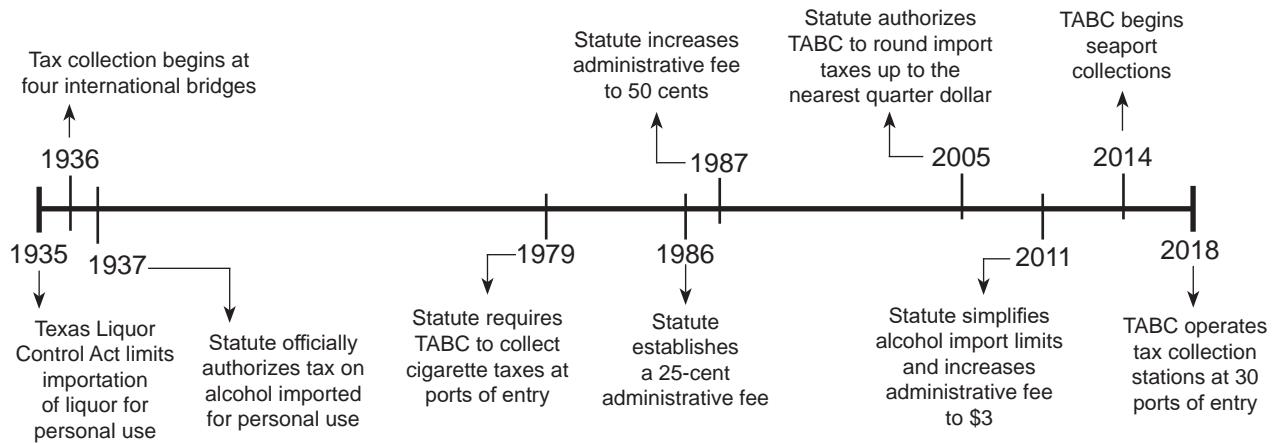 Tax collection begins at
four international bridges
1936
Statute increases
administrative fee
to 50 cents
1987
Statute authorizes
TABC to round import
taxes up to the
nearest quarter dollar
2005
TABC begins
seaport
collections
2014
1935
Texas Liquor
Control Act limits
importation
of liquor for
personal use
1937
Statute officially
authorizes tax on
alcohol imported
for personal use
1979
Statute requires
TABC to collect
cigarette taxes at
ports of entry
1986
Statute
establishes
a 25-cent
administrative fee
2011
Statute simplifies
alcohol import limits
and increases
administrative fee
to $3
2018
TABC operates
tax collection
stations at 30
ports of entry